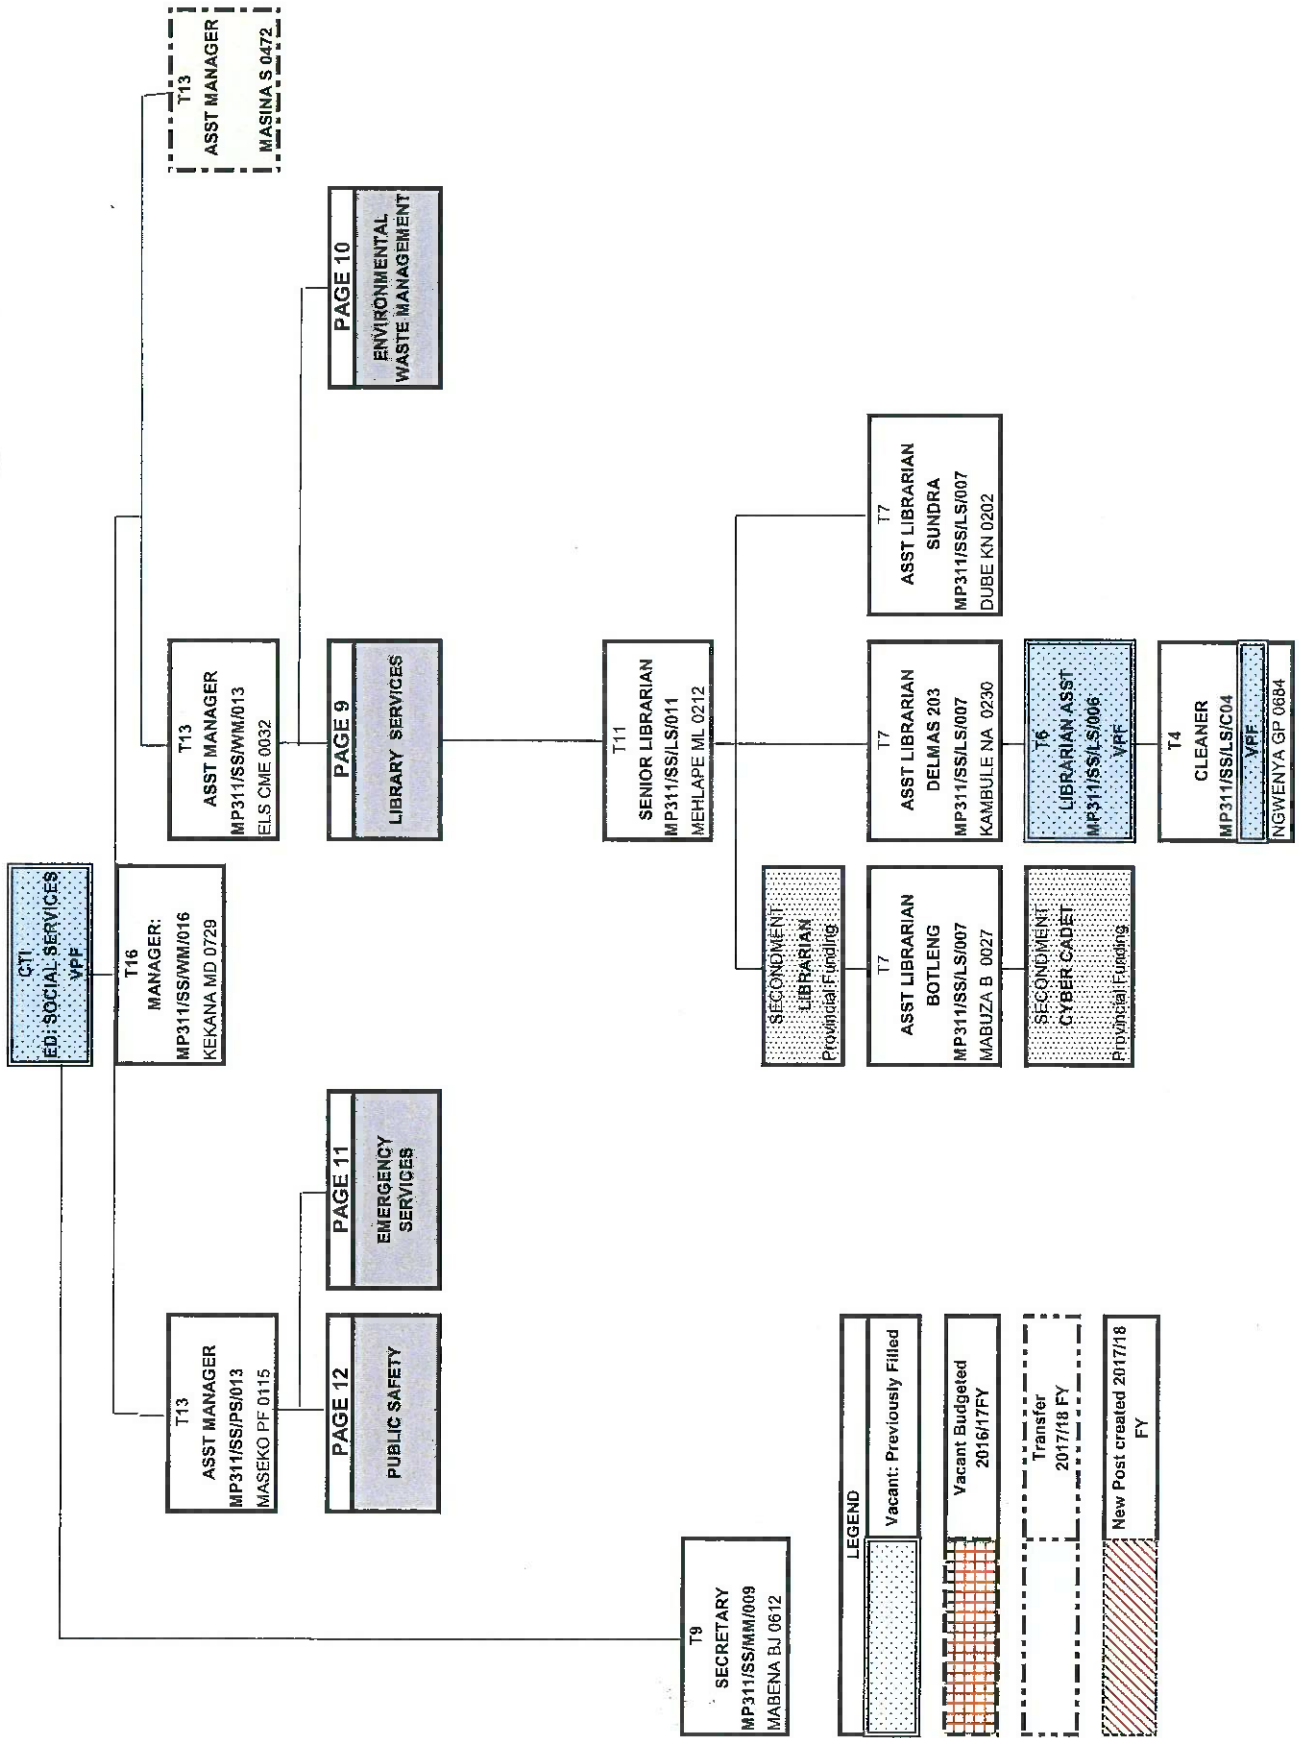 CTI
ED: SOCIAL SERVICES
VPF
T16
MANAGER:
MP311/SS/WM/016
KEKANA MD 0729
T13
ASST MANAGER
MP311/SS/PS/013
MASEKO PF 0115
T13
ASST MANAGER
MP311/SS/WM/013
ELS CME 0032
T13
ASST MANAGER
MASINA S 0472
PAGE 12
PUBLIC SAFETY
PAGE 11
EMERGENCY
SERVICES
PAGE 9
LIBRARY SERVICES
PAGE 10
ENVIRONMENTAL
WASTE MANAGEMENT
T9
SECRETARY
MP311/SS/MM/009
MABENA BJ 0612
T11
SENIOR LIBRARIAN
MP311/SS/LS/011
MEHLAPE ML 0212
SECONDMENT
LIBRARIAN
Provincial Funding
T7
ASST LIBRARIAN
BOTLENG
MP311/SS/LS/007
MABUZA B 0027
SECONDMENT
CYBER CADET
Provincial Funding
T7
ASST LIBRARIAN
DELMAS 203
MP311/SS/LS/007
KAMBULE NA 0230
T6
LIBRARIAN ASST
MP311/SS/LS/006
VPF
T4
CLEANER
MP311/SS/LS/C04
VPF
NGWENYA GP 0684
T7
ASST LIBRARIAN
SUNDRA
MP311/SS/LS/007
DUBE KN 0202
LEGEND
Vacant: Previously Filled
Vacant Budgeted
2016/17FY
Transfer
2017/18 FY
New Post created 2017/18
FY